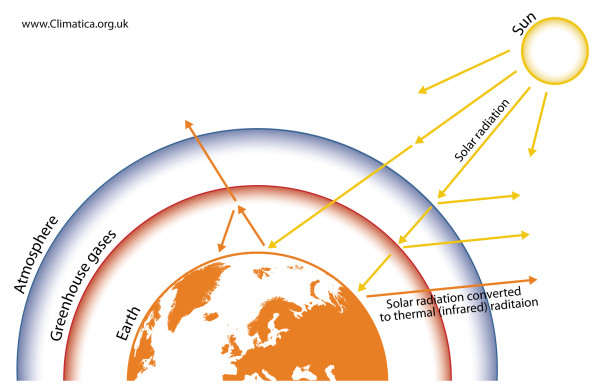 www.Climatica.org.uk
Sun
Solar radiation
Atmosphere
Greenhouse gases
Earth
Solar radiation converted
to thermal (infrared) raditaion